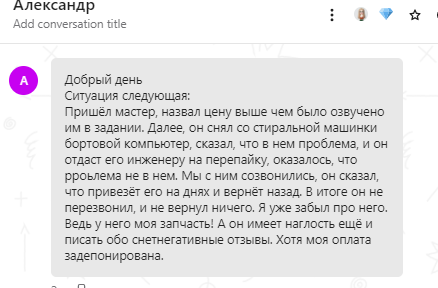 Александр
Add conversation title
А
Добрый день
Ситуация следующая:
Пришёл мастер, назвал цену выше чем было озвучено
им в задании. Далее, он снял со стиральной машинки
бортовой компьютер, сказал, что в нем проблема, и он
отдаст его инженеру на перепайку, оказалось, что
рроьлема не в нем. Мы с ним созвонились, он сказал,
что привезёт его на днях и вернёт назад. В итоге он не
перезвонил, и не вернул ничего. Я уже забыл про него.
Ведь у него моя запчасть! А он имеет наглость ещё и
писать обо снетнегативные отзывы. Хотя моя оплата
задепонирована.